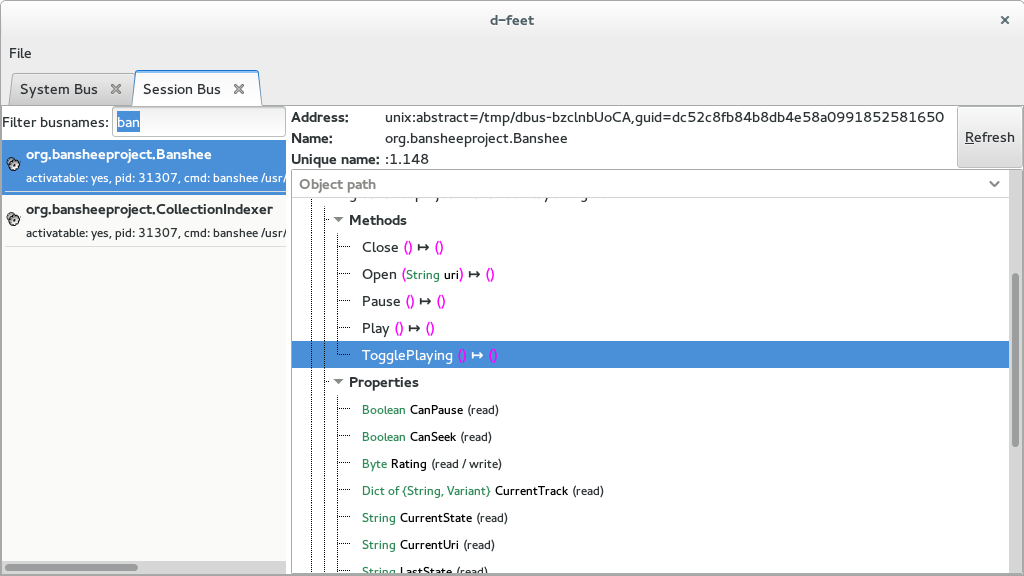 d-feet
File
System Bus
Session Bus
Filter busnames: ban
org.bansheeproject.Banshee
activatable: yes, pid: 31307, cmd: banshee /usr/
org.bansheeproject.CollectionIndexer
activatable: yes, pid: 31307, cmd: banshee /usr/
Address: unix:abstract=/tmp/dbus-bzclnbUoCA,guid=dc52c8fb84b8db4e58a0991852581650
Name: org.bansheeproject.Banshee
Unique name: :1.148
Refresh
Object path
Methods
Close () ↦ ()
Open (String uri) ↦ ()
Pause () ↦ ()
Play () ↦ ()
TogglePlaying () ↦ ()
Properties
Boolean CanPause (read)
Boolean CanSeek (read)
Byte Rating (read / write)
Dict of {String, Variant} CurrentTrack (read)
String CurrentState (read)
String CurrentUri (read)
String LastState (read)